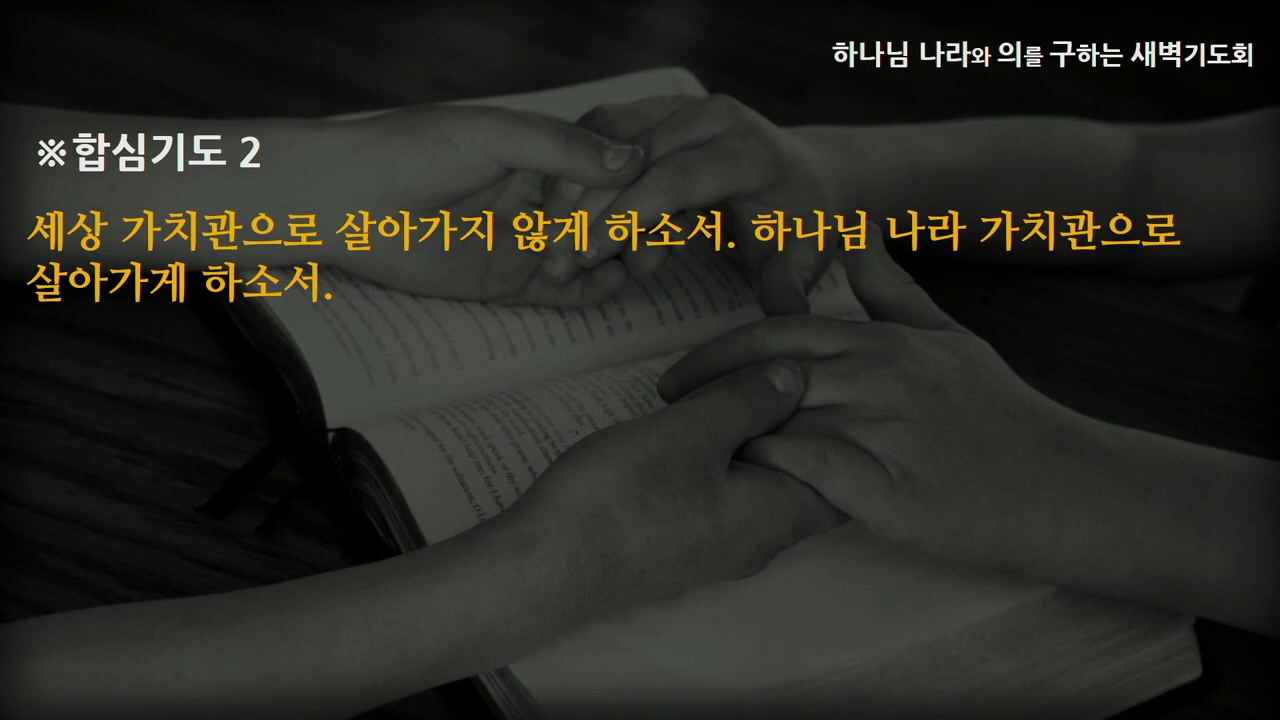 하나님 나라와 의를 구하는 새벽기도회
※합심기도 2
세상 가치관으로 살아가지 않게 하소서. 하나님 나라 가치관으로
살아가게 하소서.